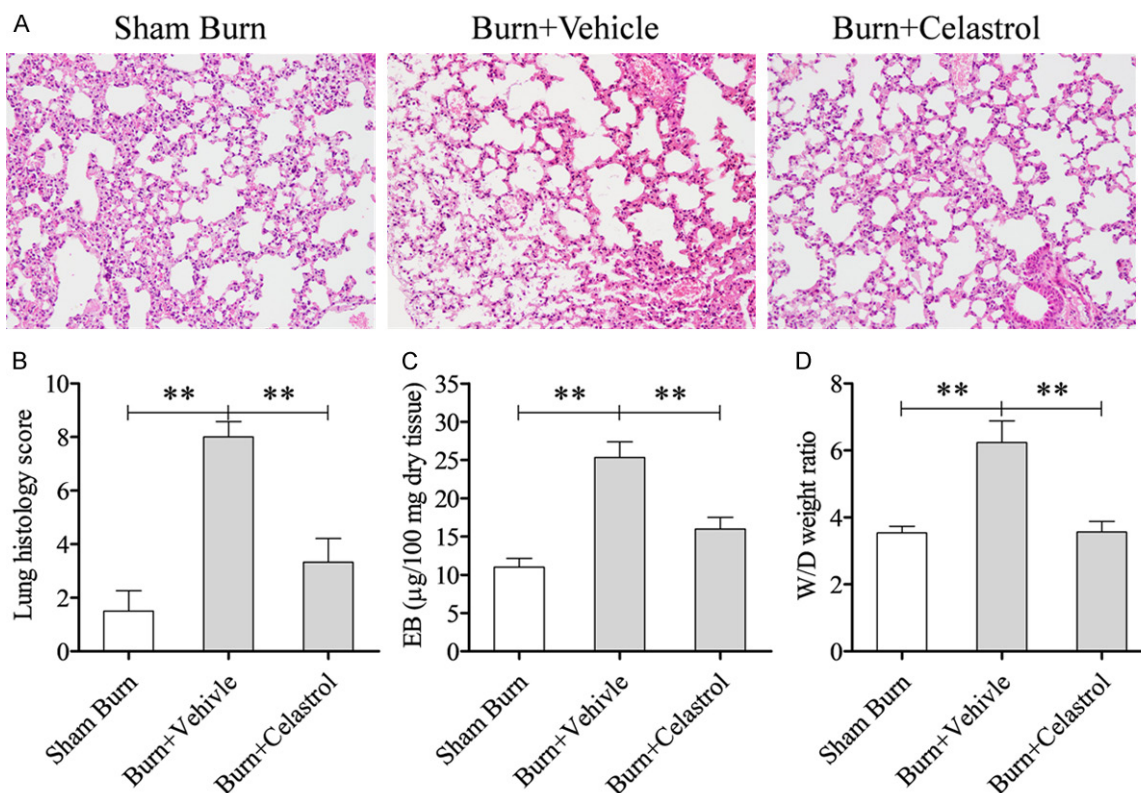 A
Sham Burn
Burn+Vehicle
Burn+Celastrol
B
Lung histology score
10
8
6
4
2
0
**
**
Sham Burn
Burn+Vehivle
Burn+Celastrol
C
EB (µg/100 mg dry tissue)
35
30
25
20
15
10
5
0
**
**
Sham Burn
Burn+Vehivle
Burn+Celastrol
D
W/D weight ratio
8
6
4
2
0
**
**
Sham Burn
Burn+Vehivle
Burn+Celastrol